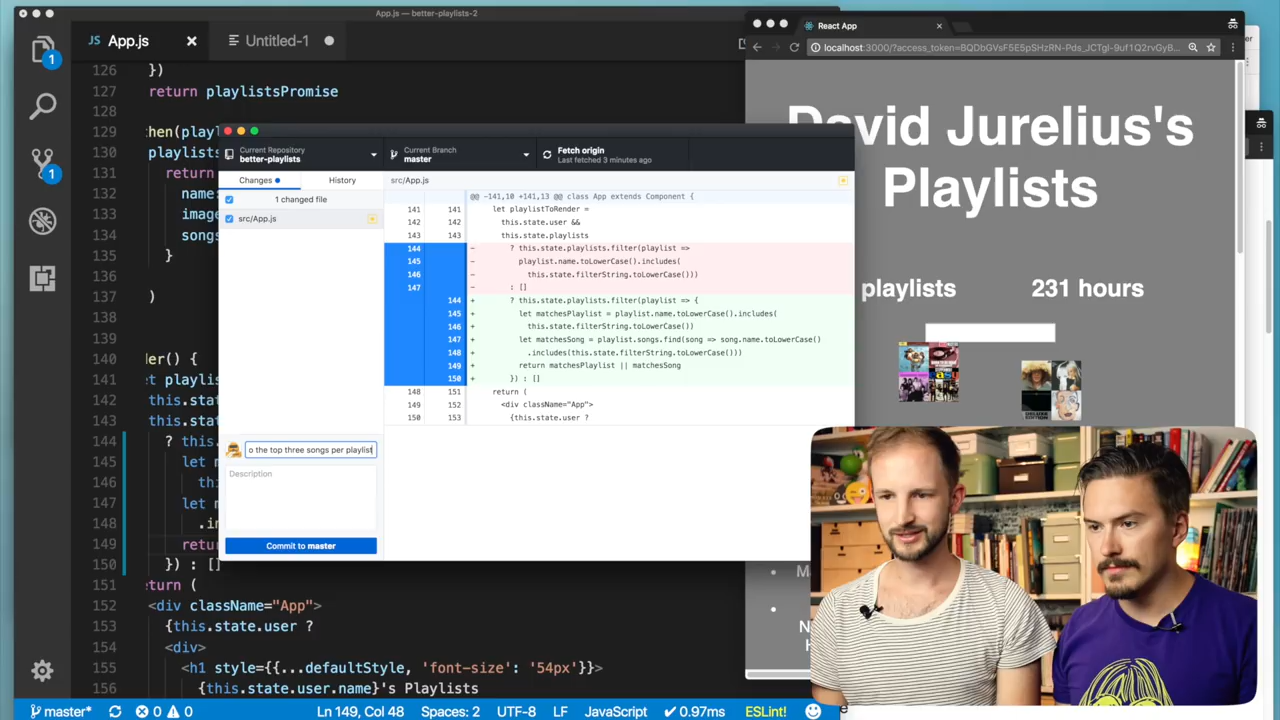 App.js — better-playlists-2
JS App.js
Untitled-1
126 })
127 return playlistsPromise
128
129 hen(playl
130 playlists
131 return
132 name:
133 image
134 songs
135 }
136
137 )
138
139
140 der() {
141 t playlis
142 this.sta
143 this.sta
144 ? this.
145 let m
146 th
147 let m
148 .in
149 retur
150 }) : []
151 eturn (
152 <div className="App">
153 {this.state.user ?
154 <div>
155 <h1 style={{...defaultStyle, 'font-size': '54px'}}>
156 {this.state.user.name}'s Playlists
1
1
master*
0
0
Ln 149, Col 48
Spaces: 2
UTF-8
LF
JavaScript
✔ 0.97ms
ESLint!
Current Repository
better-playlists
Current Branch
master
Fetch origin
Last fetched 3 minutes ago
Changes
History
1 changed file
src/App.js
src/App.js
@@ -141,10 +141,13 @@ class App extends Component {
141 141 let playlistToRender =
142 142 this.state.user &&
143 143 this.state.playlists
144 - ? this.state.playlists.filter(playlist =>
145 - playlist.name.toLowerCase().includes(
146 - this.state.filterString.toLowerCase()))
147 - : []
144 + ? this.state.playlists.filter(playlist => {
145 + let matchesPlaylist = playlist.name.toLowerCase().includes(
146 + this.state.filterString.toLowerCase())
147 + let matchesSong = playlist.songs.find(song => song.name.toLowerCase()
148 + .includes(this.state.filterString.toLowerCase()))
149 + return matchesPlaylist || matchesSong
150 + }) : []
148 151 return (
149 152 <div className="App">
150 153 {this.state.user ?
o the top three songs per playlist
Description
Commit to master
React App
localhost:3000/?access_token=BQDbGVsF5E5pSHzRN-Pds_JCTgl-9uf1Q2rvGyB...
David Jurelius's
Playlists
playlists
231 hours